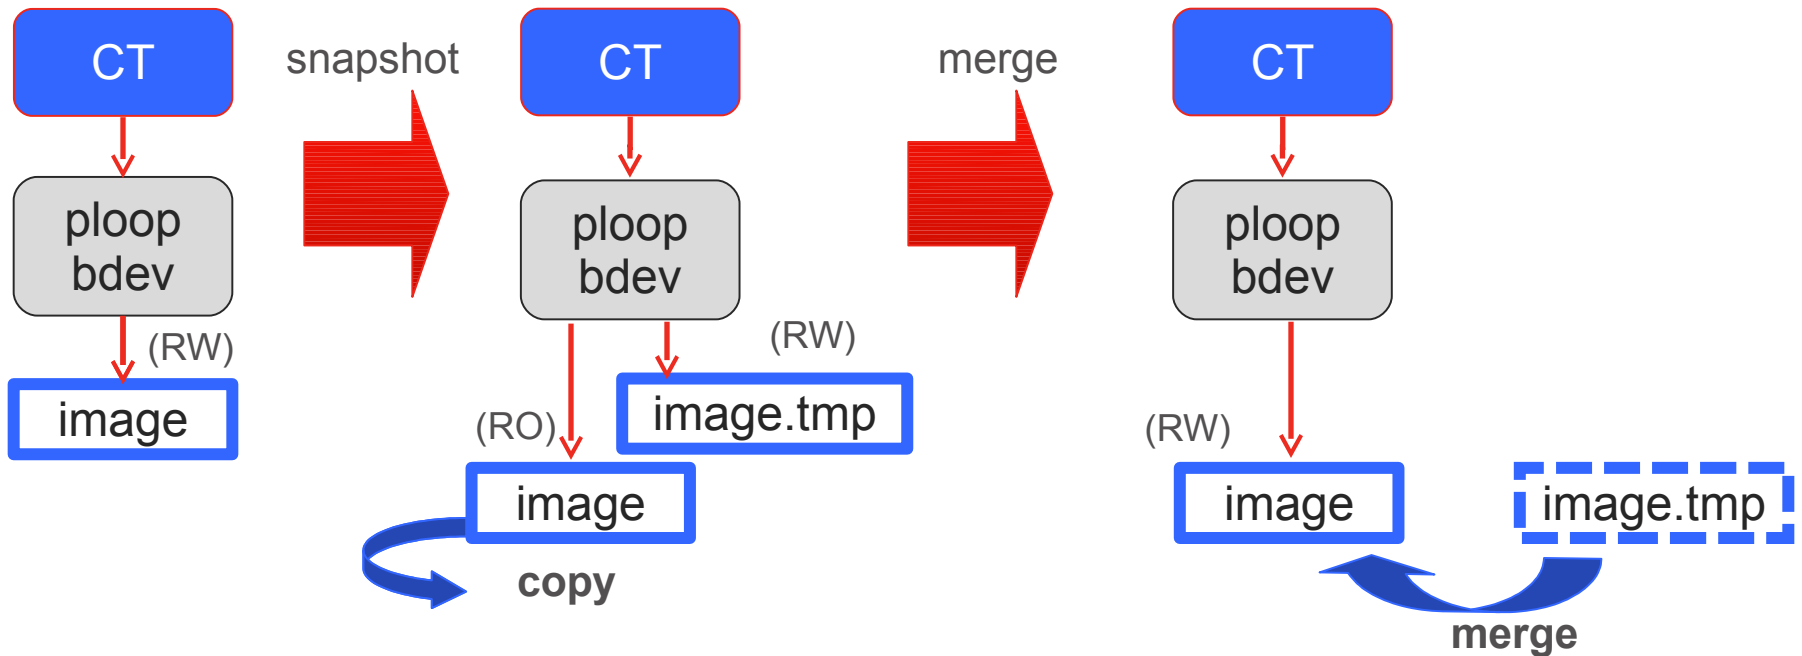 CT
snapshot
CT
merge
CT
ploop
bdev
ploop
bdev
ploop
bdev
(RW)
(RW)
image
image.tmp
(RO)
(RW)
image
image
image.tmp
copy
merge